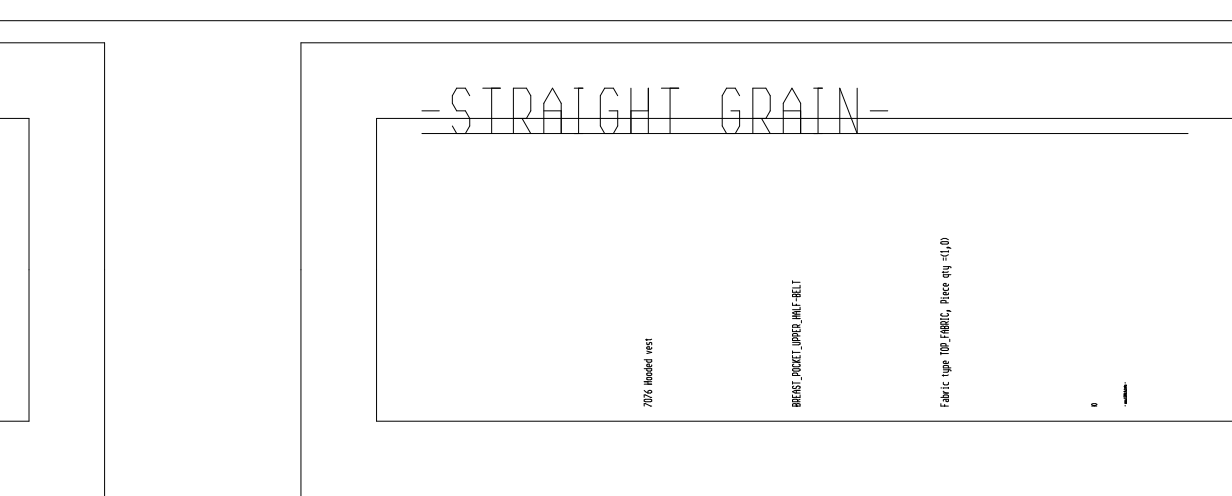 -STRAIGHT GRAIN-
7076 Hooded vest
BREAST_POCKET_UPPER_HALF-BELT
Fabric type TOP_FABRIC, Piece qty =(1,0)